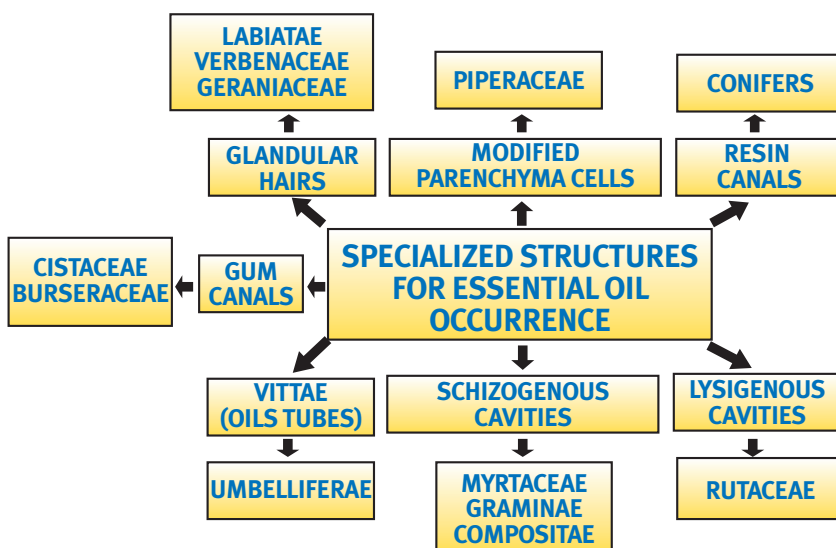 LABIATAE
VERBENACEAE
GERANIACEAE
PIPERACEAE
CONIFERS
GLANDULAR
HAIRS
MODIFIED
PARENCHYMA CELLS
RESIN
CANALS
CISTACEAE
BURSERACEAE
GUM
CANALS
SPECIALIZED STRUCTURES
FOR ESSENTIAL OIL
OCCURRENCE
VITTAE
(OILS TUBES)
SCHIZOGENOUS
CAVITIES
LYSIGENOUS
CAVITIES
UMBELLIFERAE
MYRTACEAE
GRAMINAE
COMPOSITAE
RUTACEAE